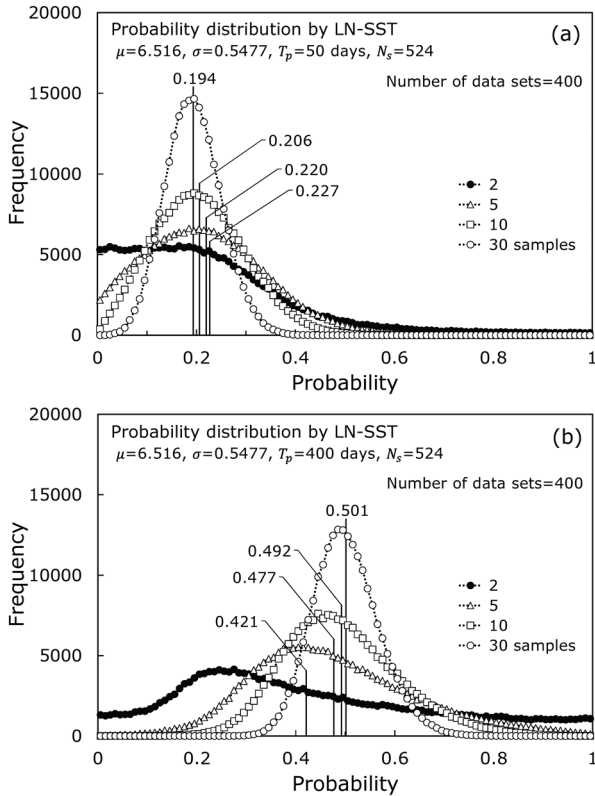 Probability distribution by LN-SST
(a)
μ=6.516, σ=0.5477, Tₚ=50 days, Nₛ=524
Number of data sets=400
0.194
0.206
0.220
0.227
2
5
10
30 samples
Frequency
20000
15000
10000
5000
0
0 0.2 0.4 0.6 0.8 1
Probability
Probability distribution by LN-SST
(b)
μ=6.516, σ=0.5477, Tₚ=400 days, Nₛ=524
Number of data sets=400
0.501
0.492
0.477
0.421
2
5
10
30 samples
Frequency
20000
15000
10000
5000
0
0 0.2 0.4 0.6 0.8 1
Probability